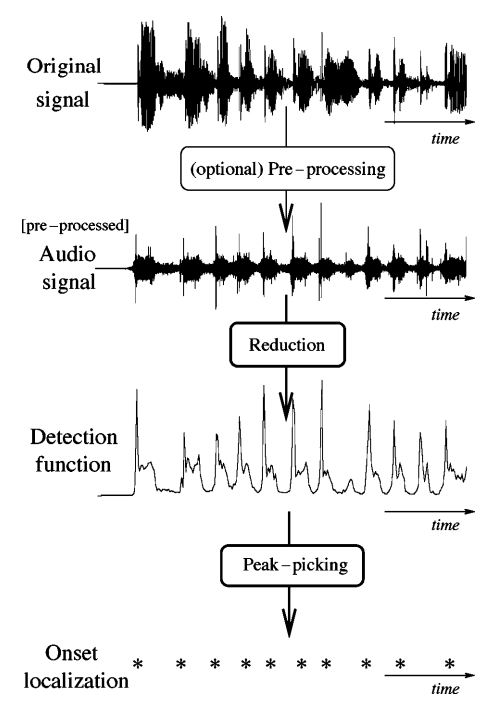 Original
signal
time
(optional) Pre-processing
[pre-processed]
Audio
signal
time
Reduction
Detection
function
time
Peak-picking
Onset
localization
* * * * * * * * * *
time